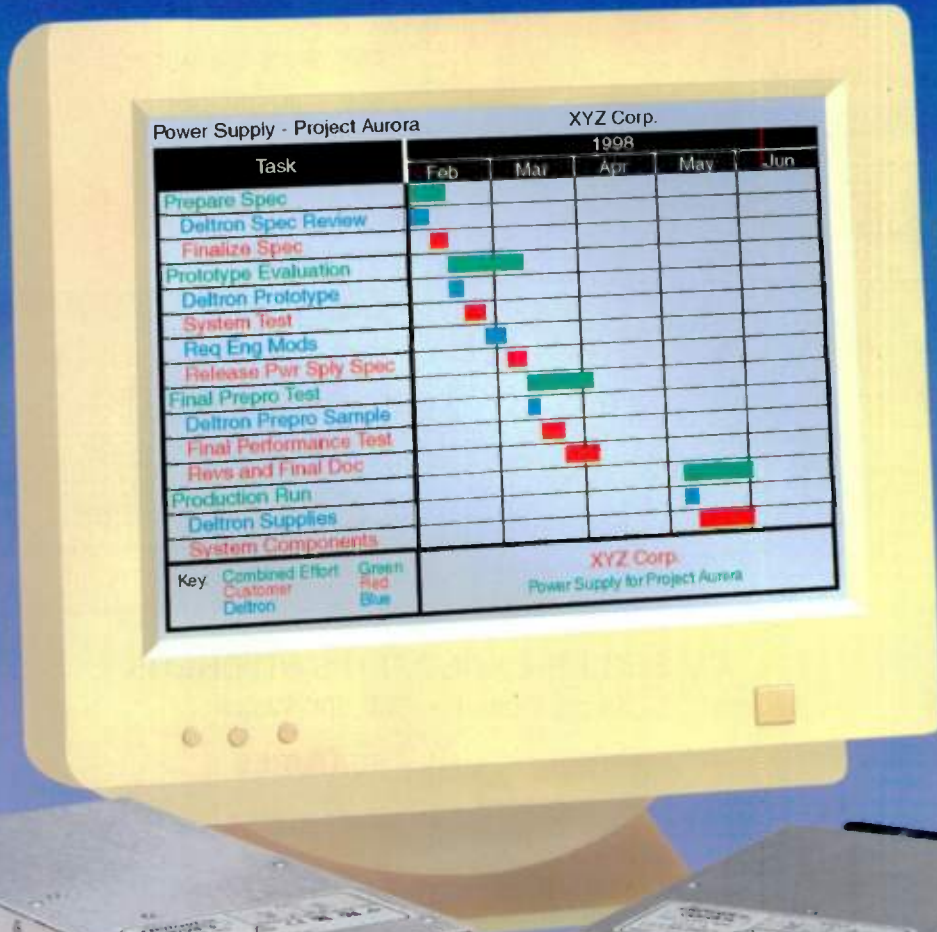 Power Supply - Project Aurora
XYZ Corp.
Task
1998
Feb Mar Apr May Jun
Prepare Spec
Deltron Spec Review
Finalize Spec
Prototype Evaluation
Deltron Prototype
System Test
Req Eng Mods
Release Pwr Sply Spec
Final Prepro Test
Deltron Prepro Sample
Final Performance Test
Revs and Final Doc
Production Run
Deltron Supplies
System Components
Key Combined Effort Green
Customer Red
Deltron Blue
XYZ Corp.
Power Supply for Project Aurera